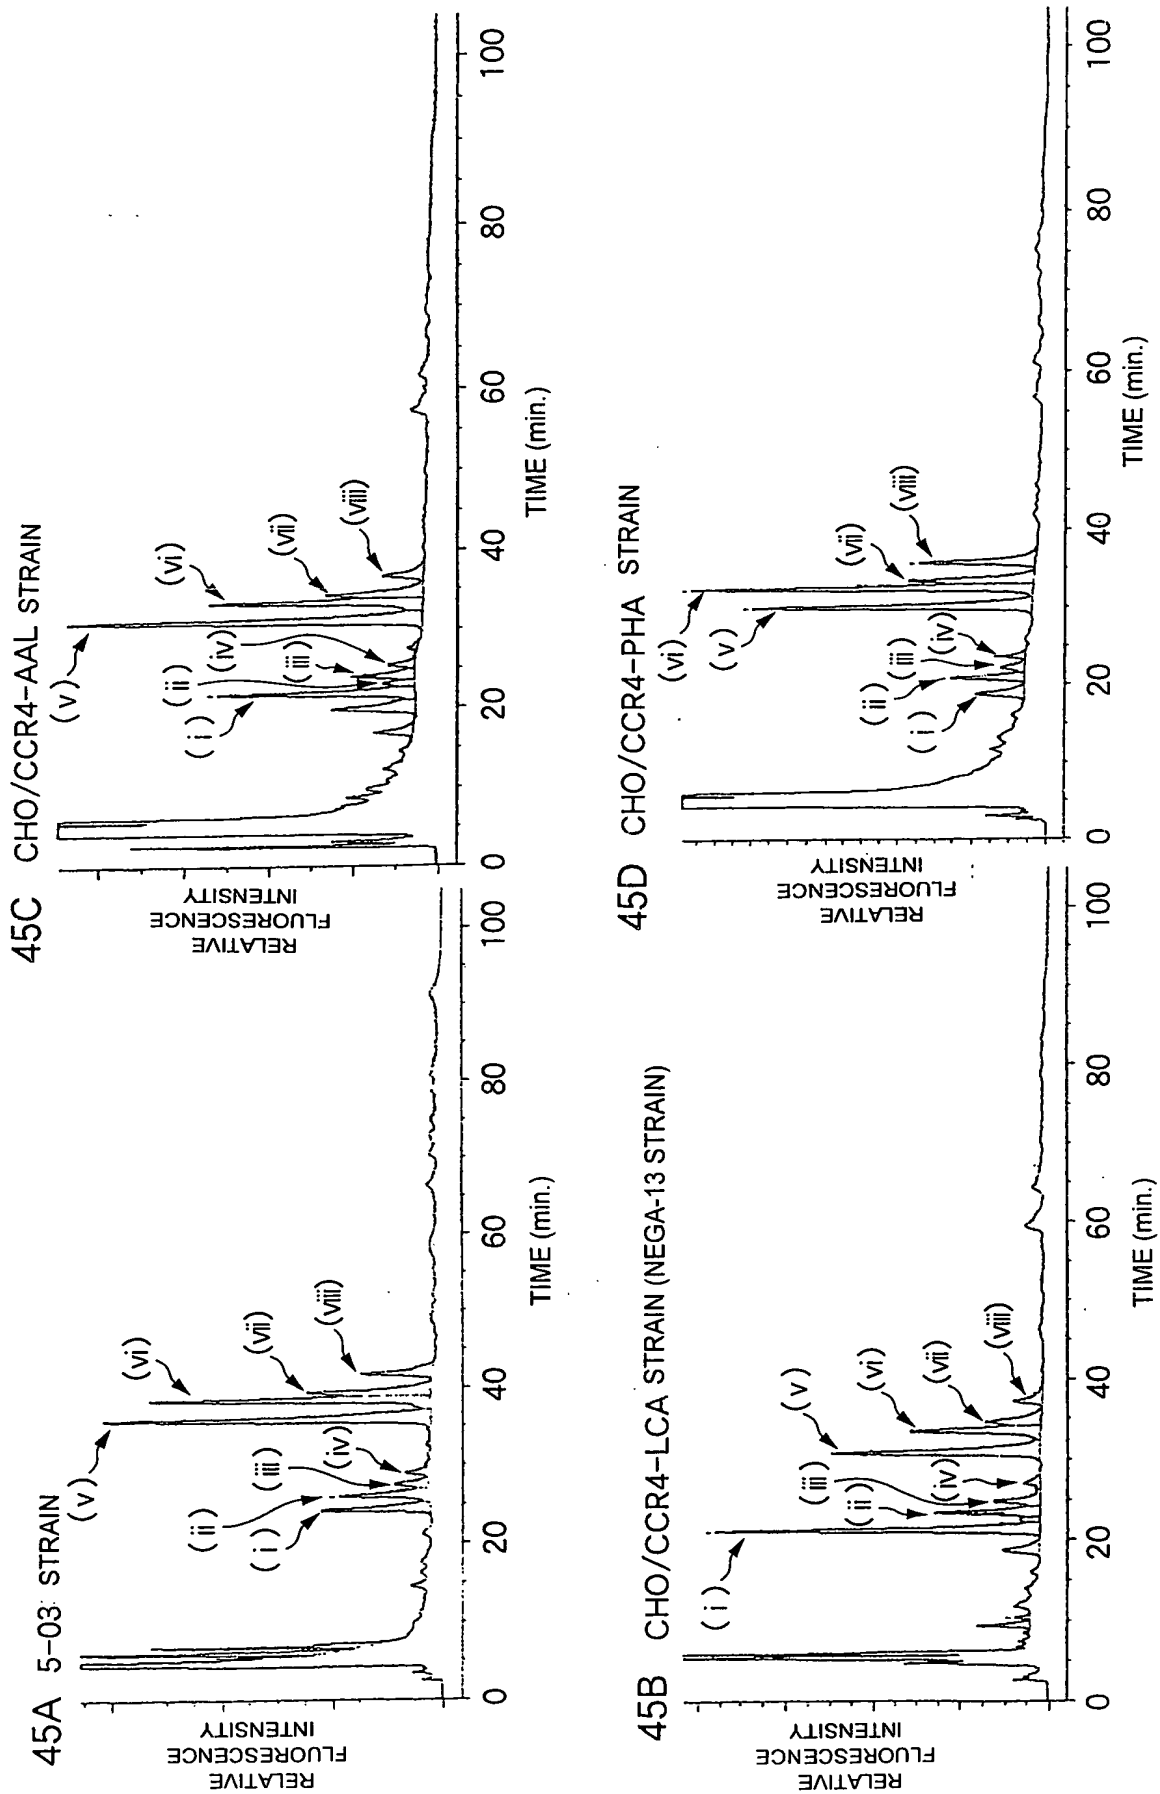 45A 5-03 STRAIN
RELATIVE
FLUORESCENCE
INTENSITY
(i)
(ii)
(iii)
(iv)
(v)
(vi)
(vii)
(viii)
0 20 40 60 80 100
TIME (min.)
45B CHO/CCR4-LCA STRAIN (NEGA-13 STRAIN)
RELATIVE
FLUORESCENCE
INTENSITY
(i)
(ii)
(iii)
(iv)
(v)
(vi)
(vii)
(viii)
0 20 40 60 80 100
TIME (min.)
45C CHO/CCR4-AAL STRAIN
RELATIVE
FLUORESCENCE
INTENSITY
(i)
(ii)
(iii)
(iv)
(v)
(vi)
(vii)
(viii)
0 20 40 60 80 100
TIME (min.)
45D CHO/CCR4-PHA STRAIN
RELATIVE
FLUORESCENCE
INTENSITY
(i)
(ii)
(iii)
(iv)
(v)
(vi)
(vii)
(viii)
0 20 40 60 80 100
TIME (min.)